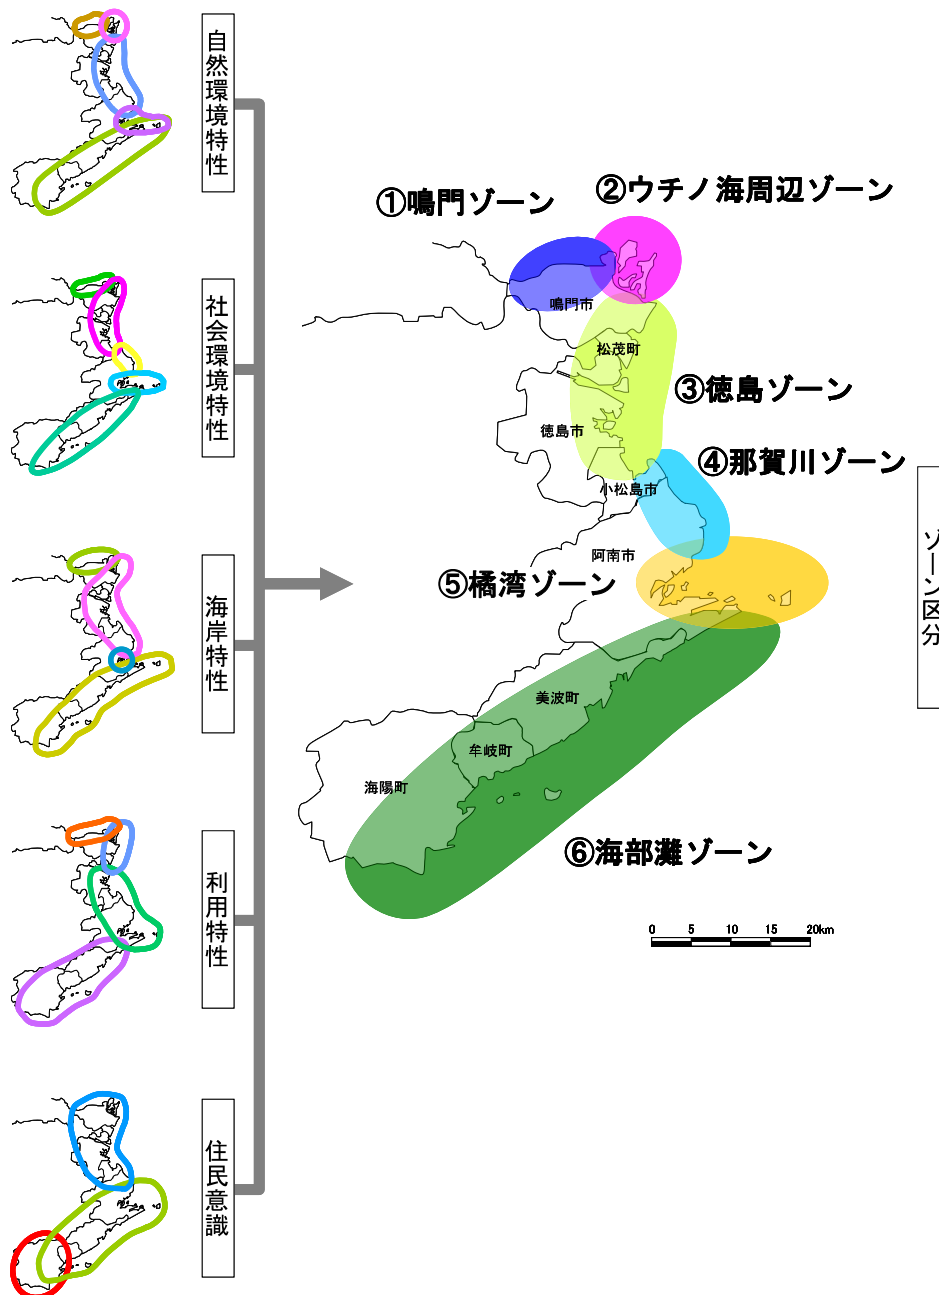 自然環境特性
社会環境特性
海岸特性
利用特性
住民意識
①鳴門ゾーン
②ウチノ海周辺ゾーン
鳴門市
松茂町
③徳島ゾーン
徳島市
④那賀川ゾーン
小松島市
阿南市
⑤橘湾ゾーン
美波町
牟岐町
海陽町
⑥海部灘ゾーン
0 5 10 15 20km
ゾーン区分